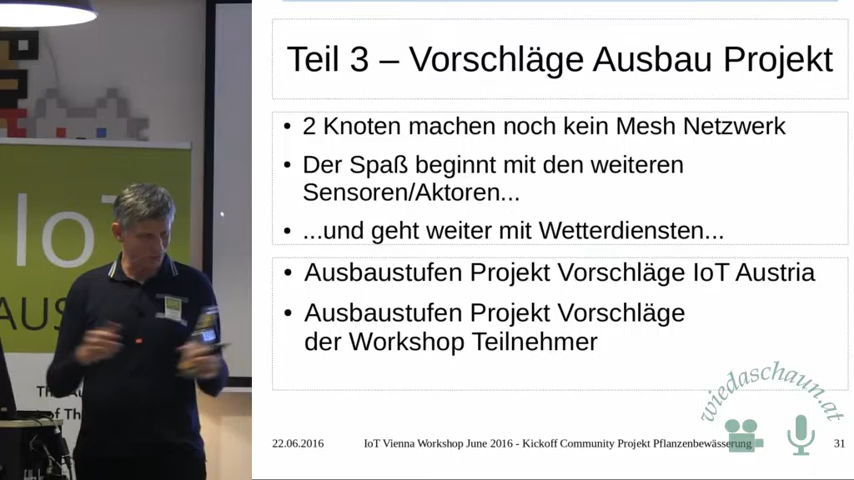 Teil 3 – Vorschläge Ausbau Projekt
• 2 Knoten machen noch kein Mesh Netzwerk
• Der Spaß beginnt mit den weiteren
Sensoren/Aktoren...
• ...und geht weiter mit Wetterdiensten...
• Ausbaustufen Projekt Vorschläge IoT Austria
• Ausbaustufen Projekt Vorschläge
der Workshop Teilnehmer
wiedaschaun.at
22.06.2016 IoT Vienna Workshop June 2016 - Kickoff Community Projekt Pflanzenbewässerung 31
IoT
AUS
of Th